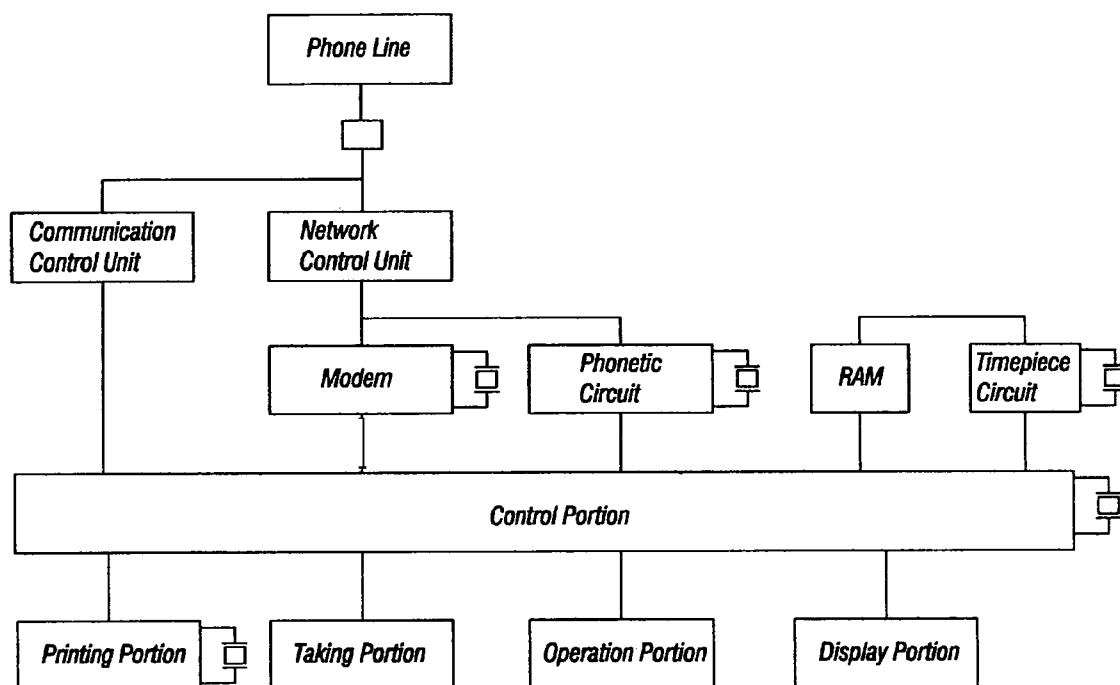 Phone Line
Communication
Control Unit
Network
Control Unit
Modem
Phonetic
Circuit
RAM
Timepiece
Circuit
Control Portion
Printing Portion
Taking Portion
Operation Portion
Display Portion